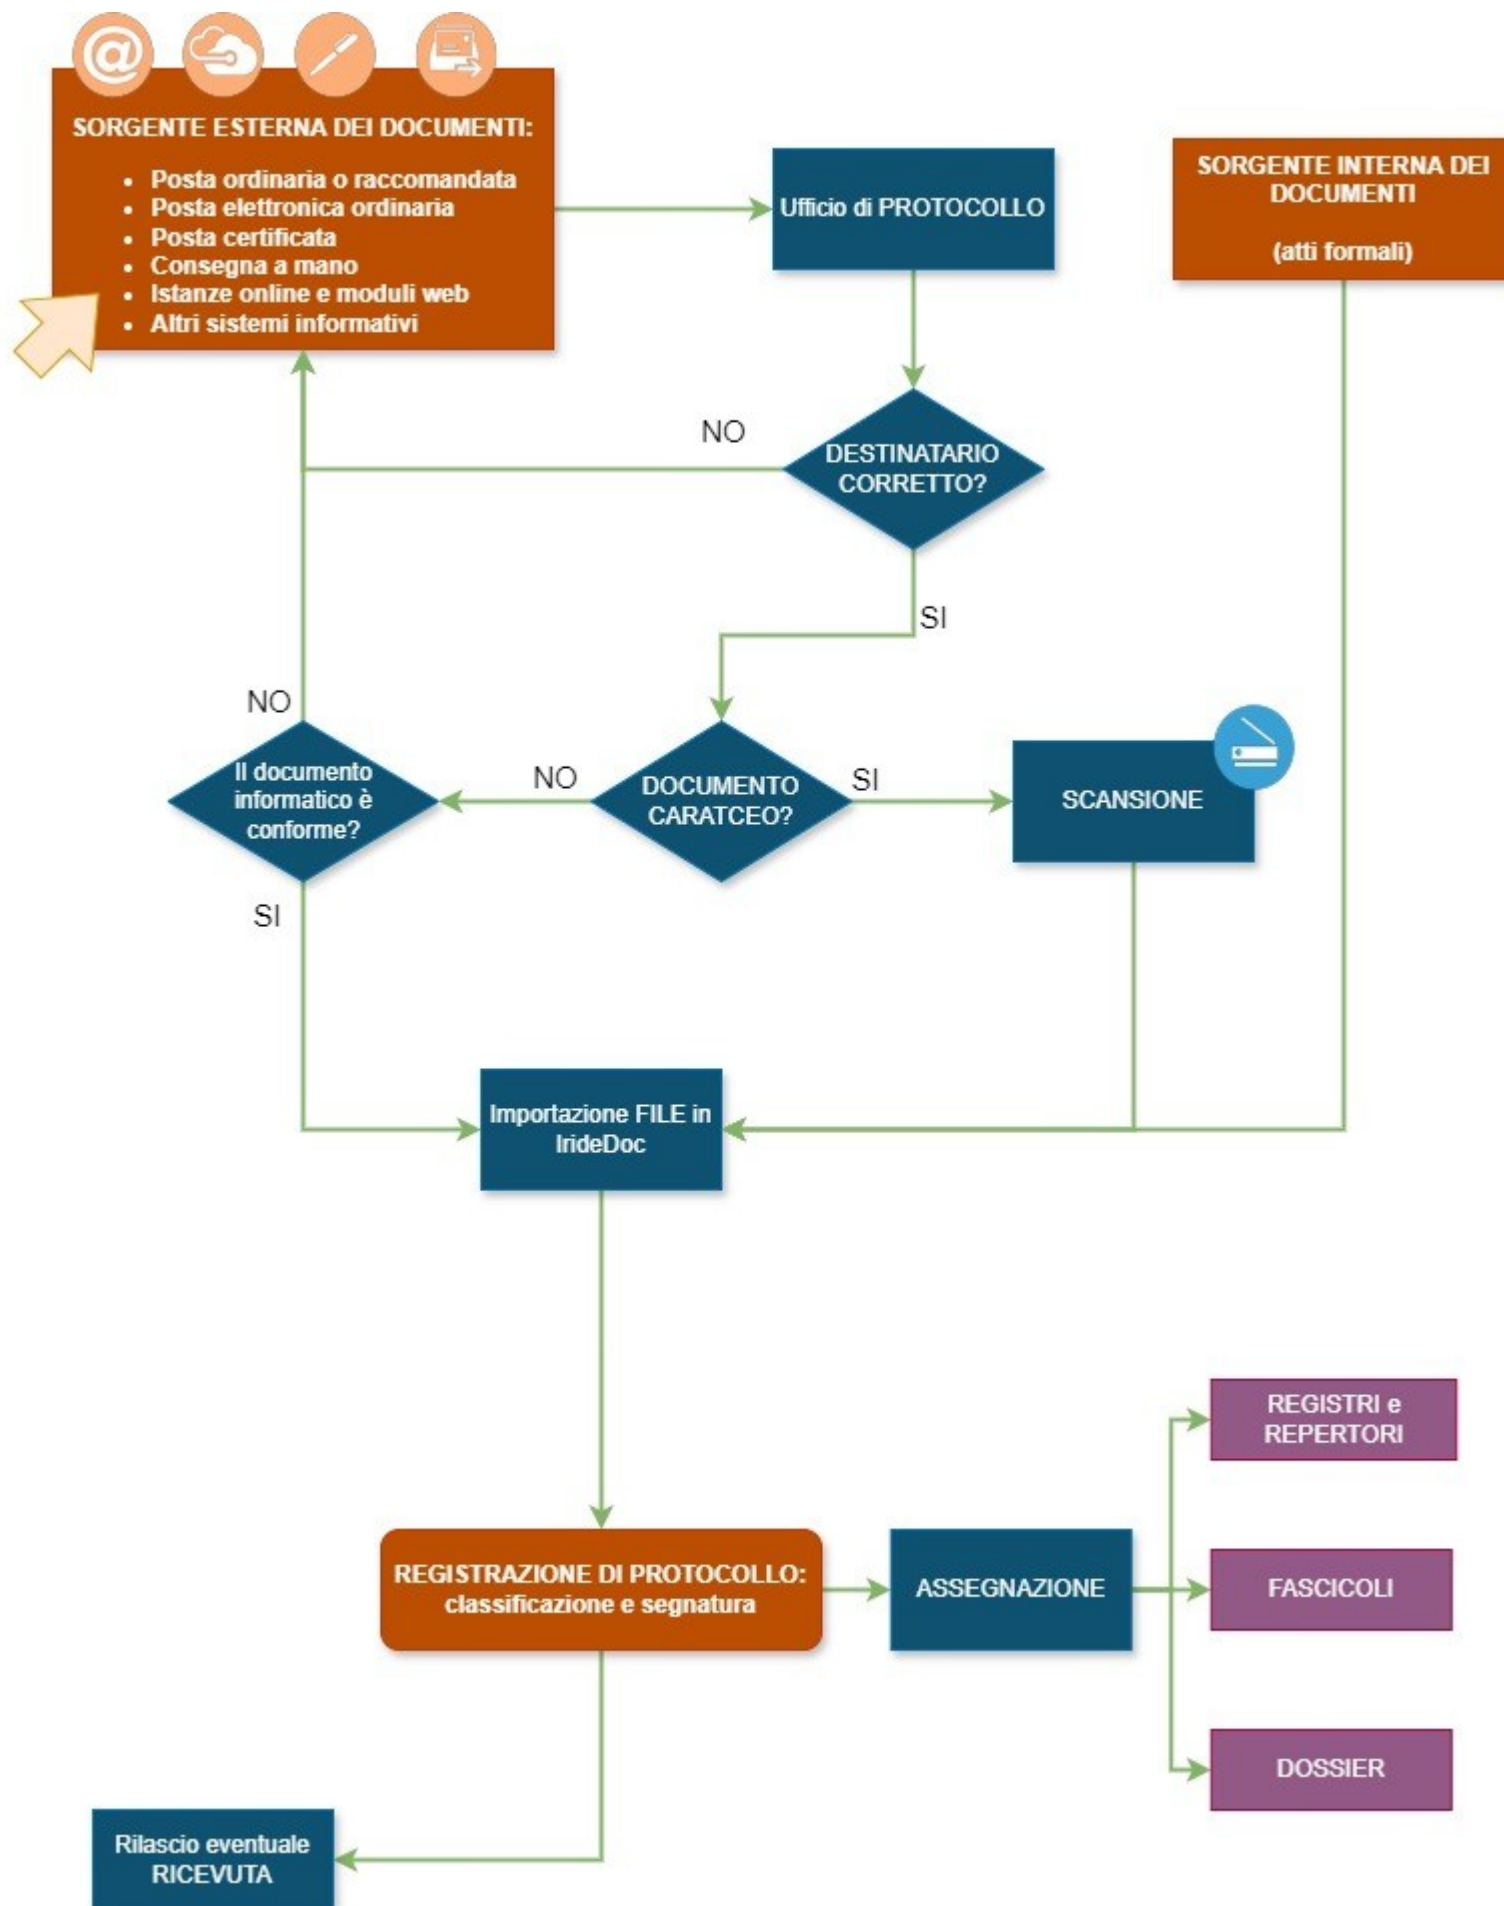 SORGENTE ESTERNA DEI DOCUMENTI:
• Posta ordinaria o raccomandata
• Posta elettronica ordinaria
• Posta certificata
• Consegna a mano
• Istanze online e moduli web
• Altri sistemi informativi
Ufficio di PROTOCOLLO
SORGENTE INTERNA DEI
DOCUMENTI
(atti formali)
NO
DESTINATARIO
CORRETTO?
SI
NO
Il documento
informatico è
conforme?
NO
DOCUMENTO
CARATCEO?
SI
SCANSIONE
SI
Importazione FILE in
IrideDoc
REGISTRI e
REPERTORI
REGISTRAZIONE DI PROTOCOLLO:
classificazione e segnatura
ASSEGNAZIONE
FASCICOLI
DOSSIER
Rilascio eventuale
RICEVUTA